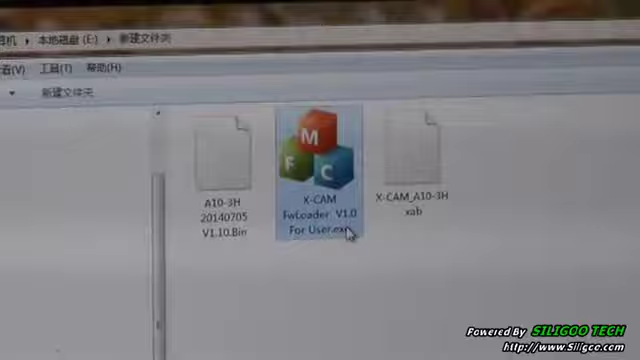 本地磁盘 (E:) ▸ 新建文件夹
工具(T) 帮助(H)
新建文件夹
M
F
C
A10-3H
20140705
V1.10.Bin
X-CAM
FwLoader V1.0
For User.exe
X-CAM_A10-3H
xab
Powered By SILIGOO TECH
http://www.Siligoo.com